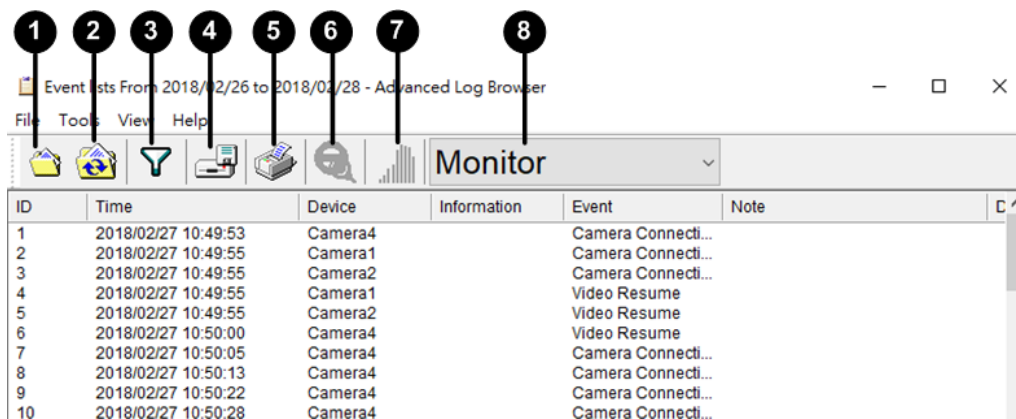 1 2 3 4 5 6 7 8
Event lists From 2018/02/26 to 2018/02/28 - Advanced Log Browser
File Tools View Help
Monitor
ID Time Device Information Event Note D
1 2018/02/27 10:49:53 Camera4 Camera Connecti...
2 2018/02/27 10:49:55 Camera1 Camera Connecti...
3 2018/02/27 10:49:55 Camera2 Camera Connecti...
4 2018/02/27 10:49:55 Camera1 Video Resume
5 2018/02/27 10:49:55 Camera2 Video Resume
6 2018/02/27 10:50:00 Camera4 Video Resume
7 2018/02/27 10:50:05 Camera4 Camera Connecti...
8 2018/02/27 10:50:13 Camera4 Camera Connecti...
9 2018/02/27 10:50:22 Camera4 Camera Connecti...
10 2018/02/27 10:50:28 Camera4 Camera Connecti...